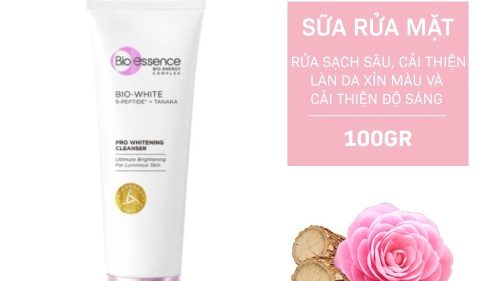 Bio essence
BIO ENERGY
COMPLEX
BIO-WHITE
9-PEPTIDE* + TANAKA
PRO WHITENING
CLEANSER
Ultimate Brightening
For Luminous Skin
SỮA RỬA MẶT
RỬA SẠCH SÂU, CẢI THIỆN
LÀN DA XỈN MÀU VÀ
CẢI THIỆN ĐỘ SÁNG
100GR